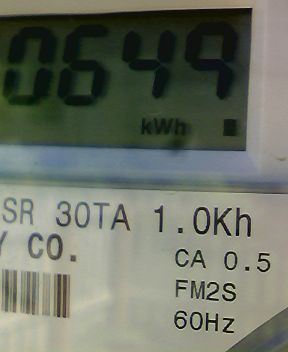 0649
kWh
SR 30TA 1.0Kh
Y CO.
CA 0.5
FM2S
60Hz